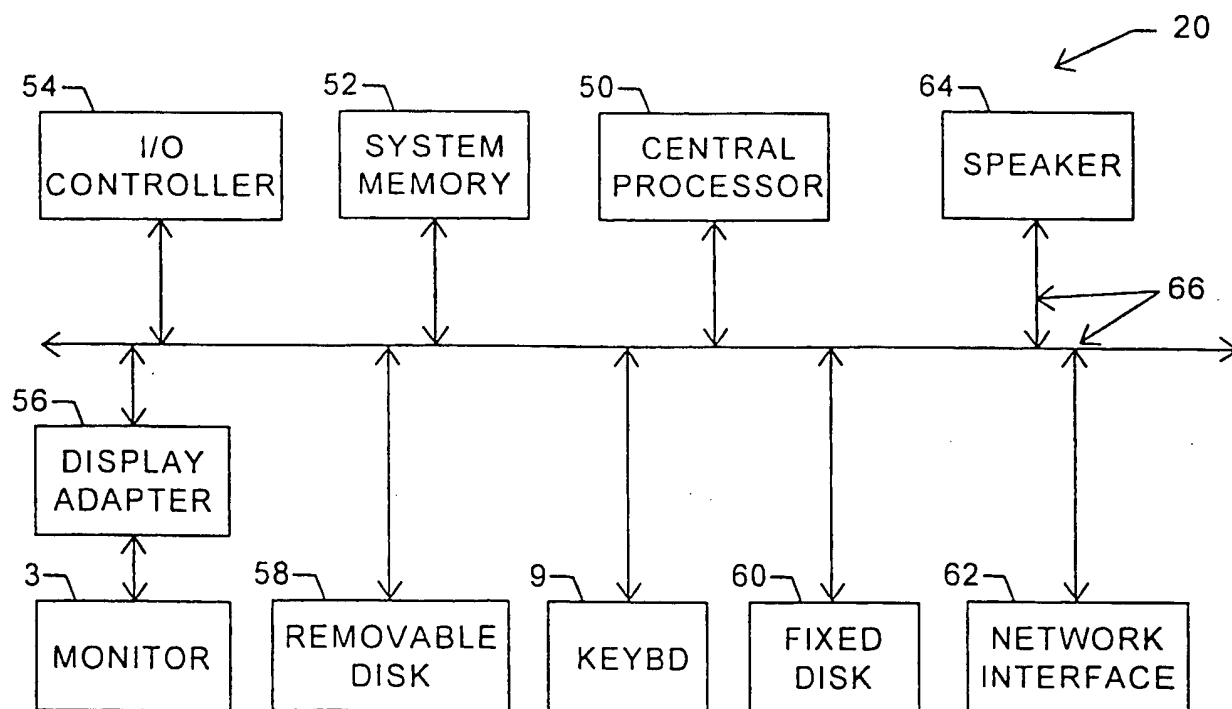 20
54
52
50
64
I/O
CONTROLLER
SYSTEM
MEMORY
CENTRAL
PROCESSOR
SPEAKER
66
56
DISPLAY
ADAPTER
3
58
9
60
62
MONITOR
REMOVABLE
DISK
KEYBD
FIXED
DISK
NETWORK
INTERFACE